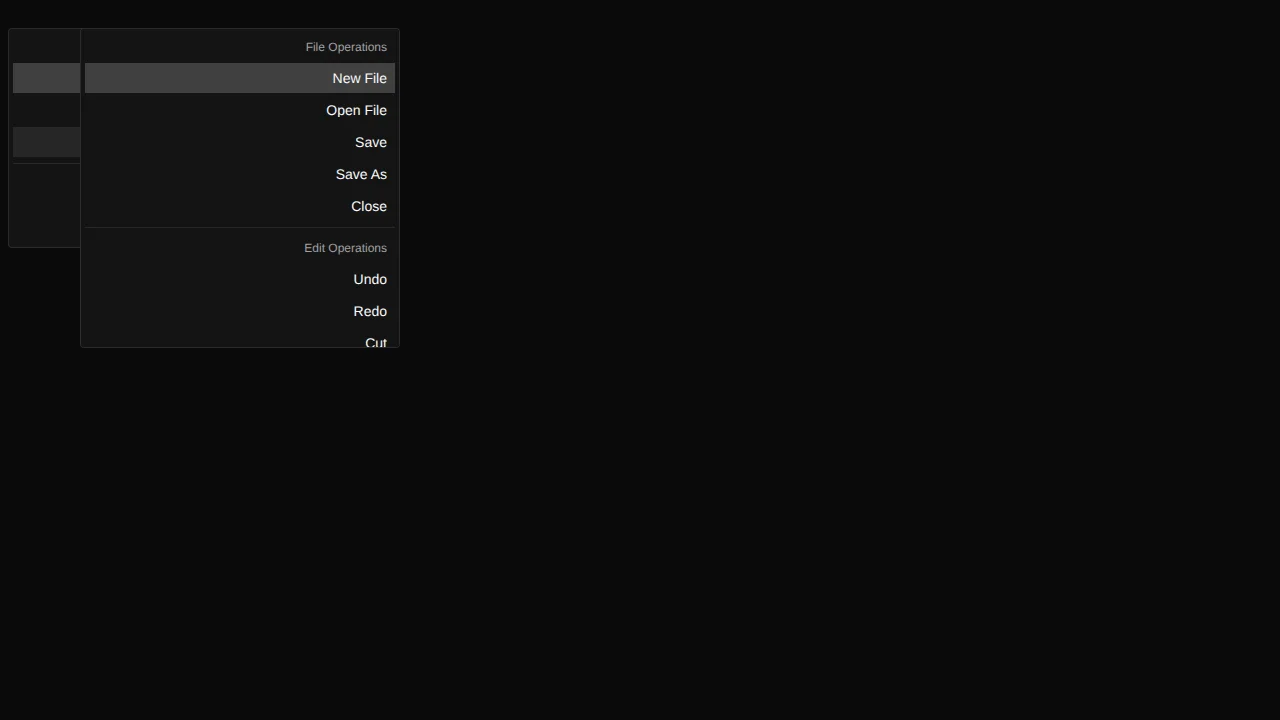 File Operations
New File
Open File
Save
Save As
Close
Edit Operations
Undo
Redo
Cut